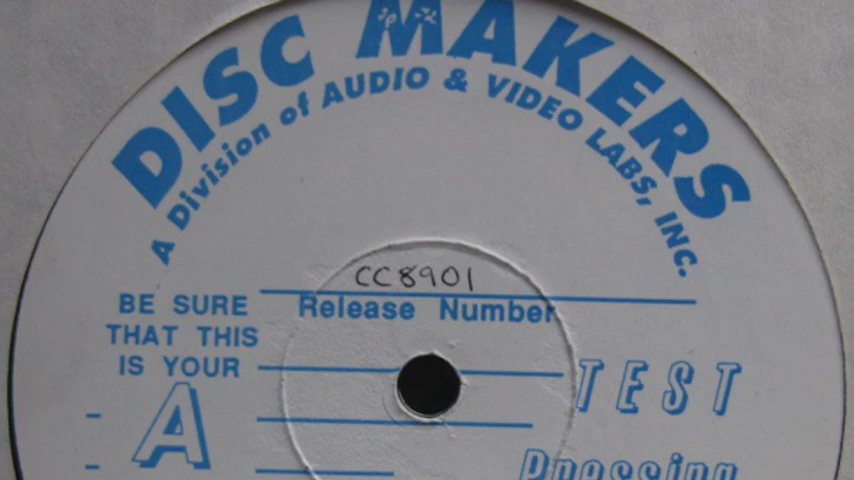 DISC MAKERS
A Division of AUDIO & VIDEO LABS, INC.
CC8901
Release Number
BE SURE
THAT THIS
IS YOUR
A
TEST
Pressing